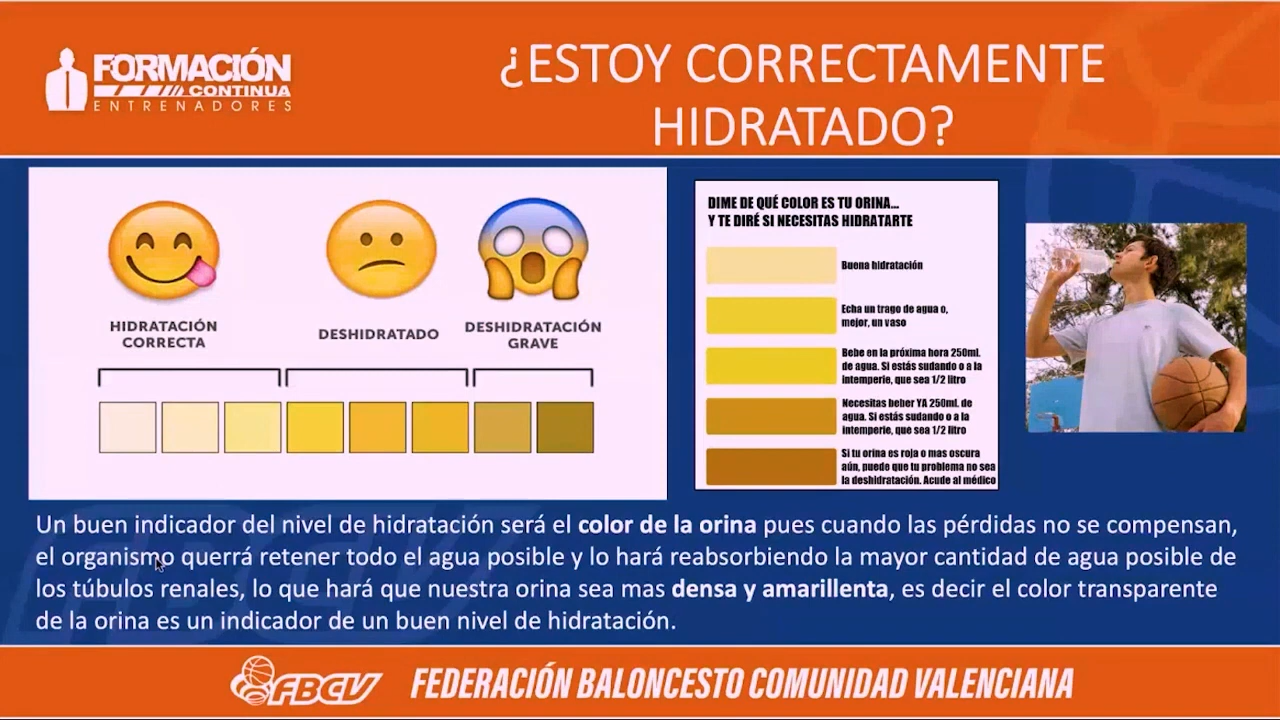 FORMACIÓN
CONTINUA
ENTRENADORES
¿ESTOY CORRECTAMENTE
HIDRATADO?
HIDRATACIÓN
CORRECTA
DESHIDRATADO
DESHIDRATACIÓN
GRAVE
DIME DE QUÉ COLOR ES TU ORINA...
Y TE DIRÉ SI NECESITAS HIDRATARTE
Buena hidratación
Echa un trago de agua o,
mejor, un vaso
Bebe en la próxima hora 250ml.
de agua. Si estás sudando o a la
intemperie, que sea 1/2 litro
Necesitas beber YA 250ml. de
agua. Si estás sudando o a la
intemperie, que sea 1/2 litro
Si tu orina es roja o mas oscura
aún, puede que tu problema no sea
la deshidratación. Acude al médico
Un buen indicador del nivel de hidratación será el color de la orina pues cuando las pérdidas no se compensan,
el organismo querrá retener todo el agua posible y lo hará reabsorbiendo la mayor cantidad de agua posible de
los túbulos renales, lo que hará que nuestra orina sea mas densa y amarillenta, es decir el color transparente
de la orina es un indicador de un buen nivel de hidratación.
FBCV
FBCV
FEDERACIÓN BALONCESTO COMUNIDAD VALENCIANA